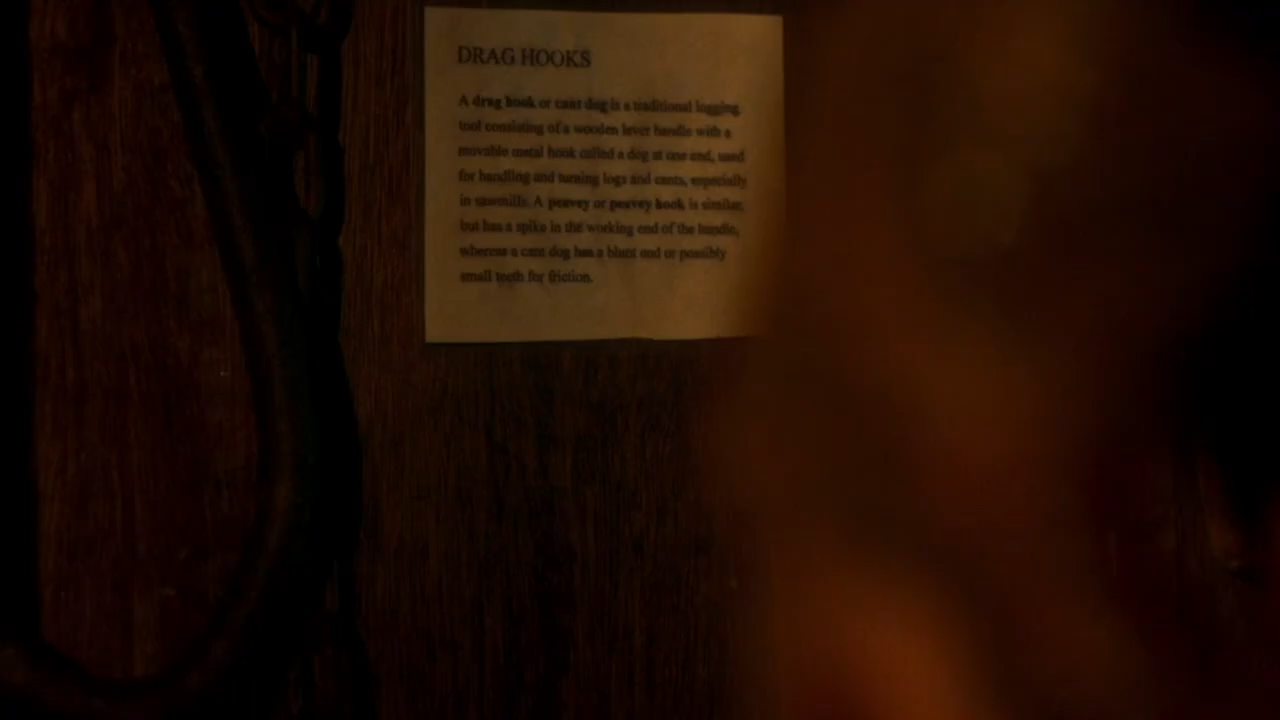 DRAG HOOKS
A drag hook or cant dog is a traditional logging
tool consisting of a wooden lever handle with a
movable metal hook called a dog at one end, used
for handling and turning logs and cants, especially
in sawmills. A peavey or peavey hook is similar,
but has a spike in the working end of the handle,
whereas a cant dog has a blunt end or possibly
small teeth for friction.